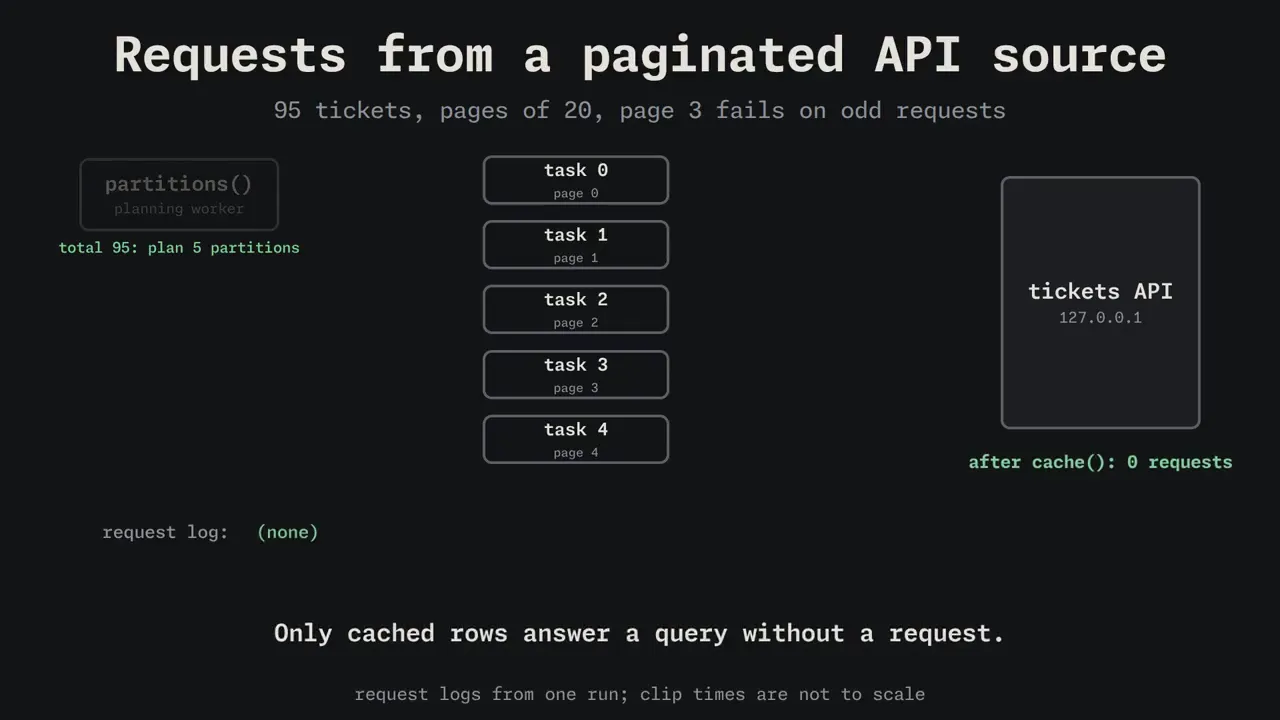 Requests from a paginated API source
95 tickets, pages of 20, page 3 fails on odd requests
partitions()
planning worker
total 95: plan 5 partitions
task 0
page 0
task 1
page 1
task 2
page 2
task 3
page 3
task 4
page 4
tickets API
127.0.0.1
after cache(): 0 requests
request log: (none)
Only cached rows answer a query without a request.
request logs from one run; clip times are not to scale